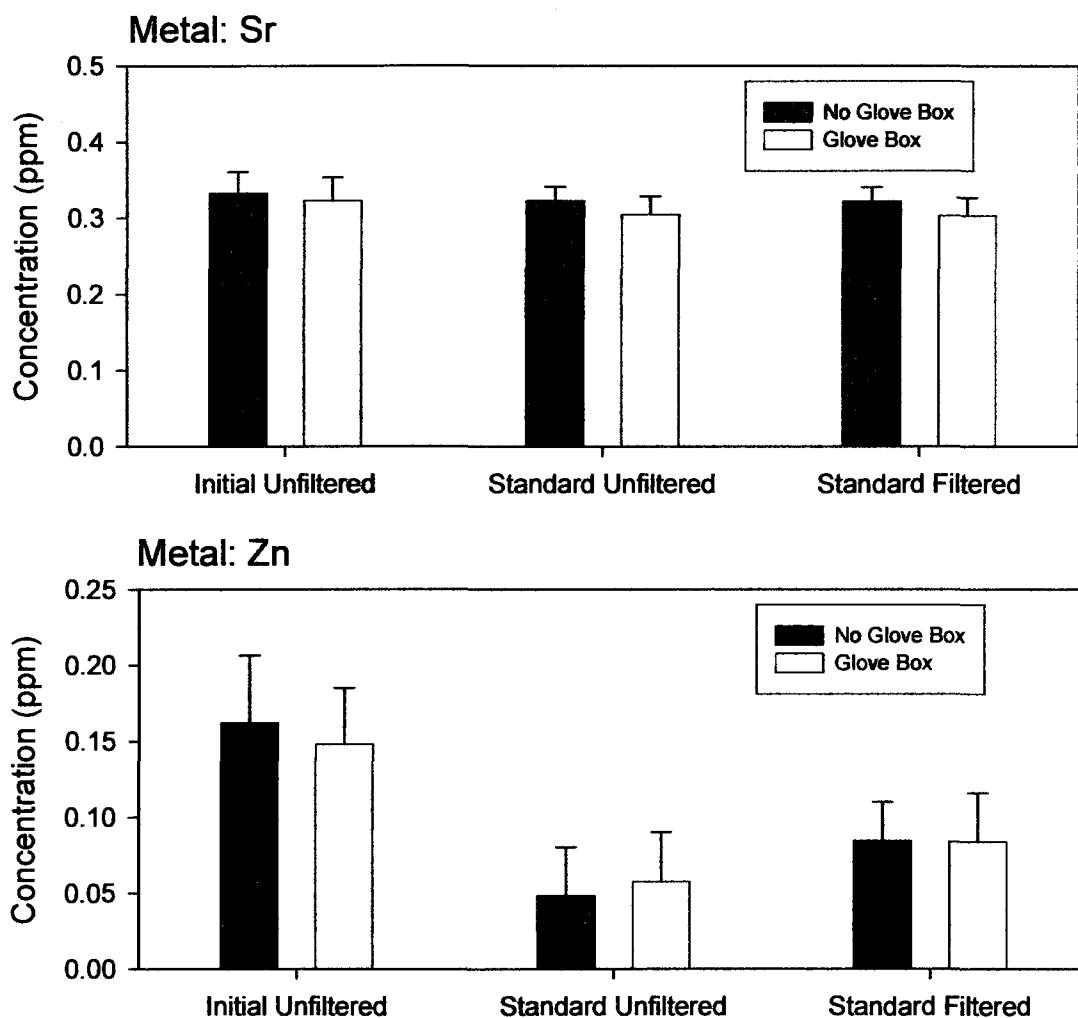 Metal: Sr
Concentration (ppm)
0.5
0.4
0.3
0.2
0.1
0.0
No Glove Box
Glove Box
Initial Unfiltered Standard Unfiltered Standard Filtered
Metal: Zn
Concentration (ppm)
0.25
0.20
0.15
0.10
0.05
0.00
No Glove Box
Glove Box
Initial Unfiltered Standard Unfiltered Standard Filtered